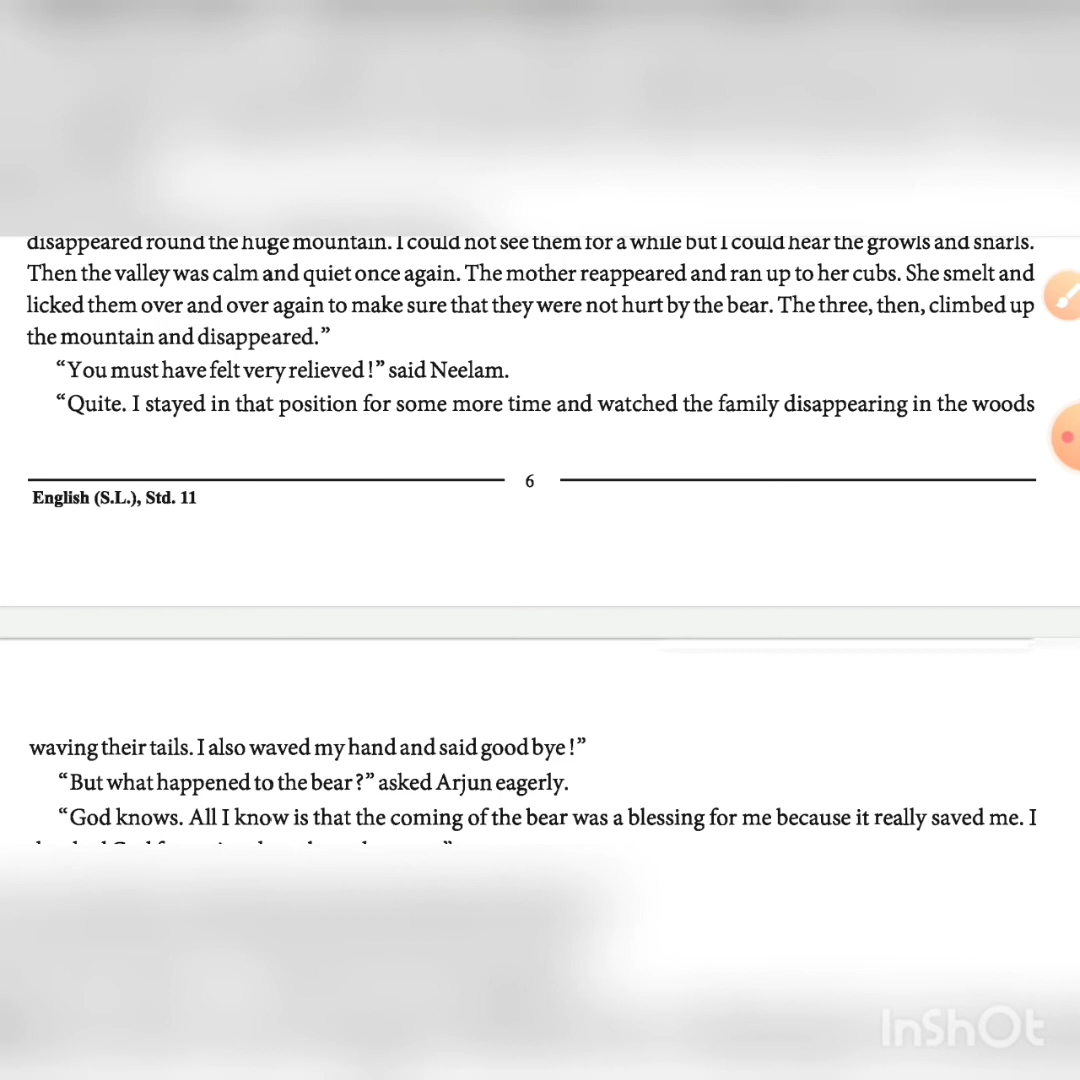 disappeared round the huge mountain. I could not see them for a while but I could hear the growls and snarls.
Then the valley was calm and quiet once again. The mother reappeared and ran up to her cubs. She smelt and
licked them over and over again to make sure that they were not hurt by the bear. The three, then, climbed up
the mountain and disappeared.”
“You must have felt very relieved!” said Neelam.
“Quite. I stayed in that position for some more time and watched the family disappearing in the woods
6
English (S.L.), Std. 11
waving their tails. I also waved my hand and said good bye!”
“But what happened to the bear?” asked Arjun eagerly.
“God knows. All I know is that the coming of the bear was a blessing for me because it really saved me. I
InShOt